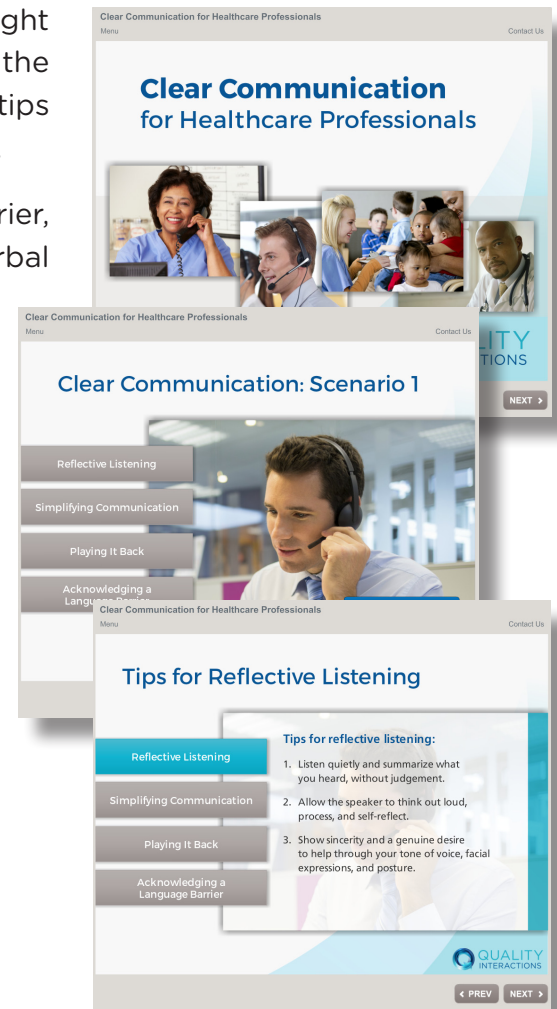 ght
the
tips
rier,
rbal
Clear Communication for Healthcare Professionals
Menu
Contact Us
Clear Communication
for Healthcare Professionals
LITY
TIONS
NEXT >
Clear Communication for Healthcare Professionals
Menu
Contact Us
Clear Communication: Scenario 1
Reflective Listening
Simplifying Communication
Playing It Back
Acknowledging a
Language Barrier
Clear Communication for Healthcare Professionals
Menu
Contact Us
Tips for Reflective Listening
Reflective Listening
Simplifying Communication
Playing It Back
Acknowledging a
Language Barrier
Tips for reflective listening:
1. Listen quietly and summarize what
you heard, without judgement.
2. Allow the speaker to think out loud,
process, and self-reflect.
3. Show sincerity and a genuine desire
to help through your tone of voice, facial
expressions, and posture.
QUALITY
INTERACTIONS
< PREV
NEXT >